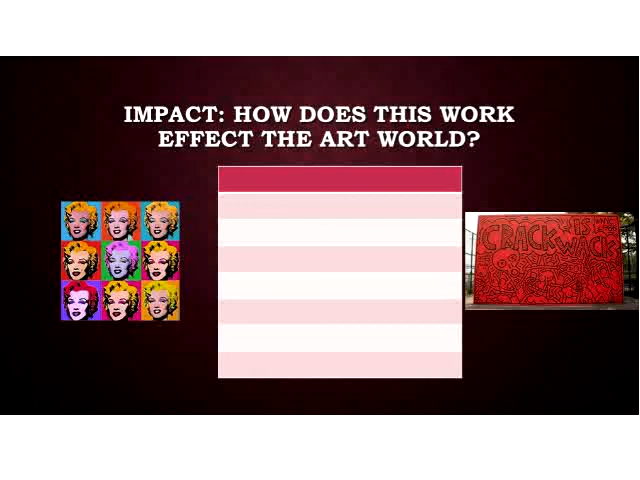 IMPACT: HOW DOES THIS WORK
EFFECT THE ART WORLD?
CRACK IS
WACK